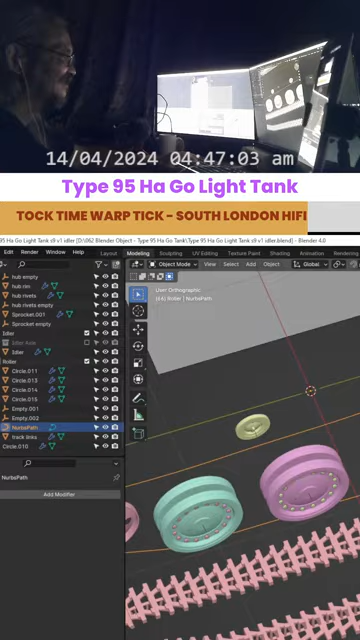 14/04/2024 04:47:03 am
Type 95 Ha Go Light Tank
TOCK TIME WARP TICK - SOUTH LONDON HIFI
95 Ha Go Light Tank s9 v1 idler [D:\062 Blender Object - Type 95 Ha Go Tank\Type 95 Ha Go Light Tank s9 v1 idler.blend] - Blender 4.0
Render Window Help Layout Modeling Sculpting UV Editing Texture Paint Shading Animation
Object Mode View Select Add Object Global
hub empty
hub rim
hub rivets
hub rivets empty
Sprocket.001
Sprocket empty
Idler
Idler Axle
Idler
Roller
Circle.011
Circle.013
Circle.014
Circle.015
Empty.001
Empty.002
NurbsPath
track links
Circle.010
User Orthographic
Roller | NurbsPath
NurbsPath
Add Modifier